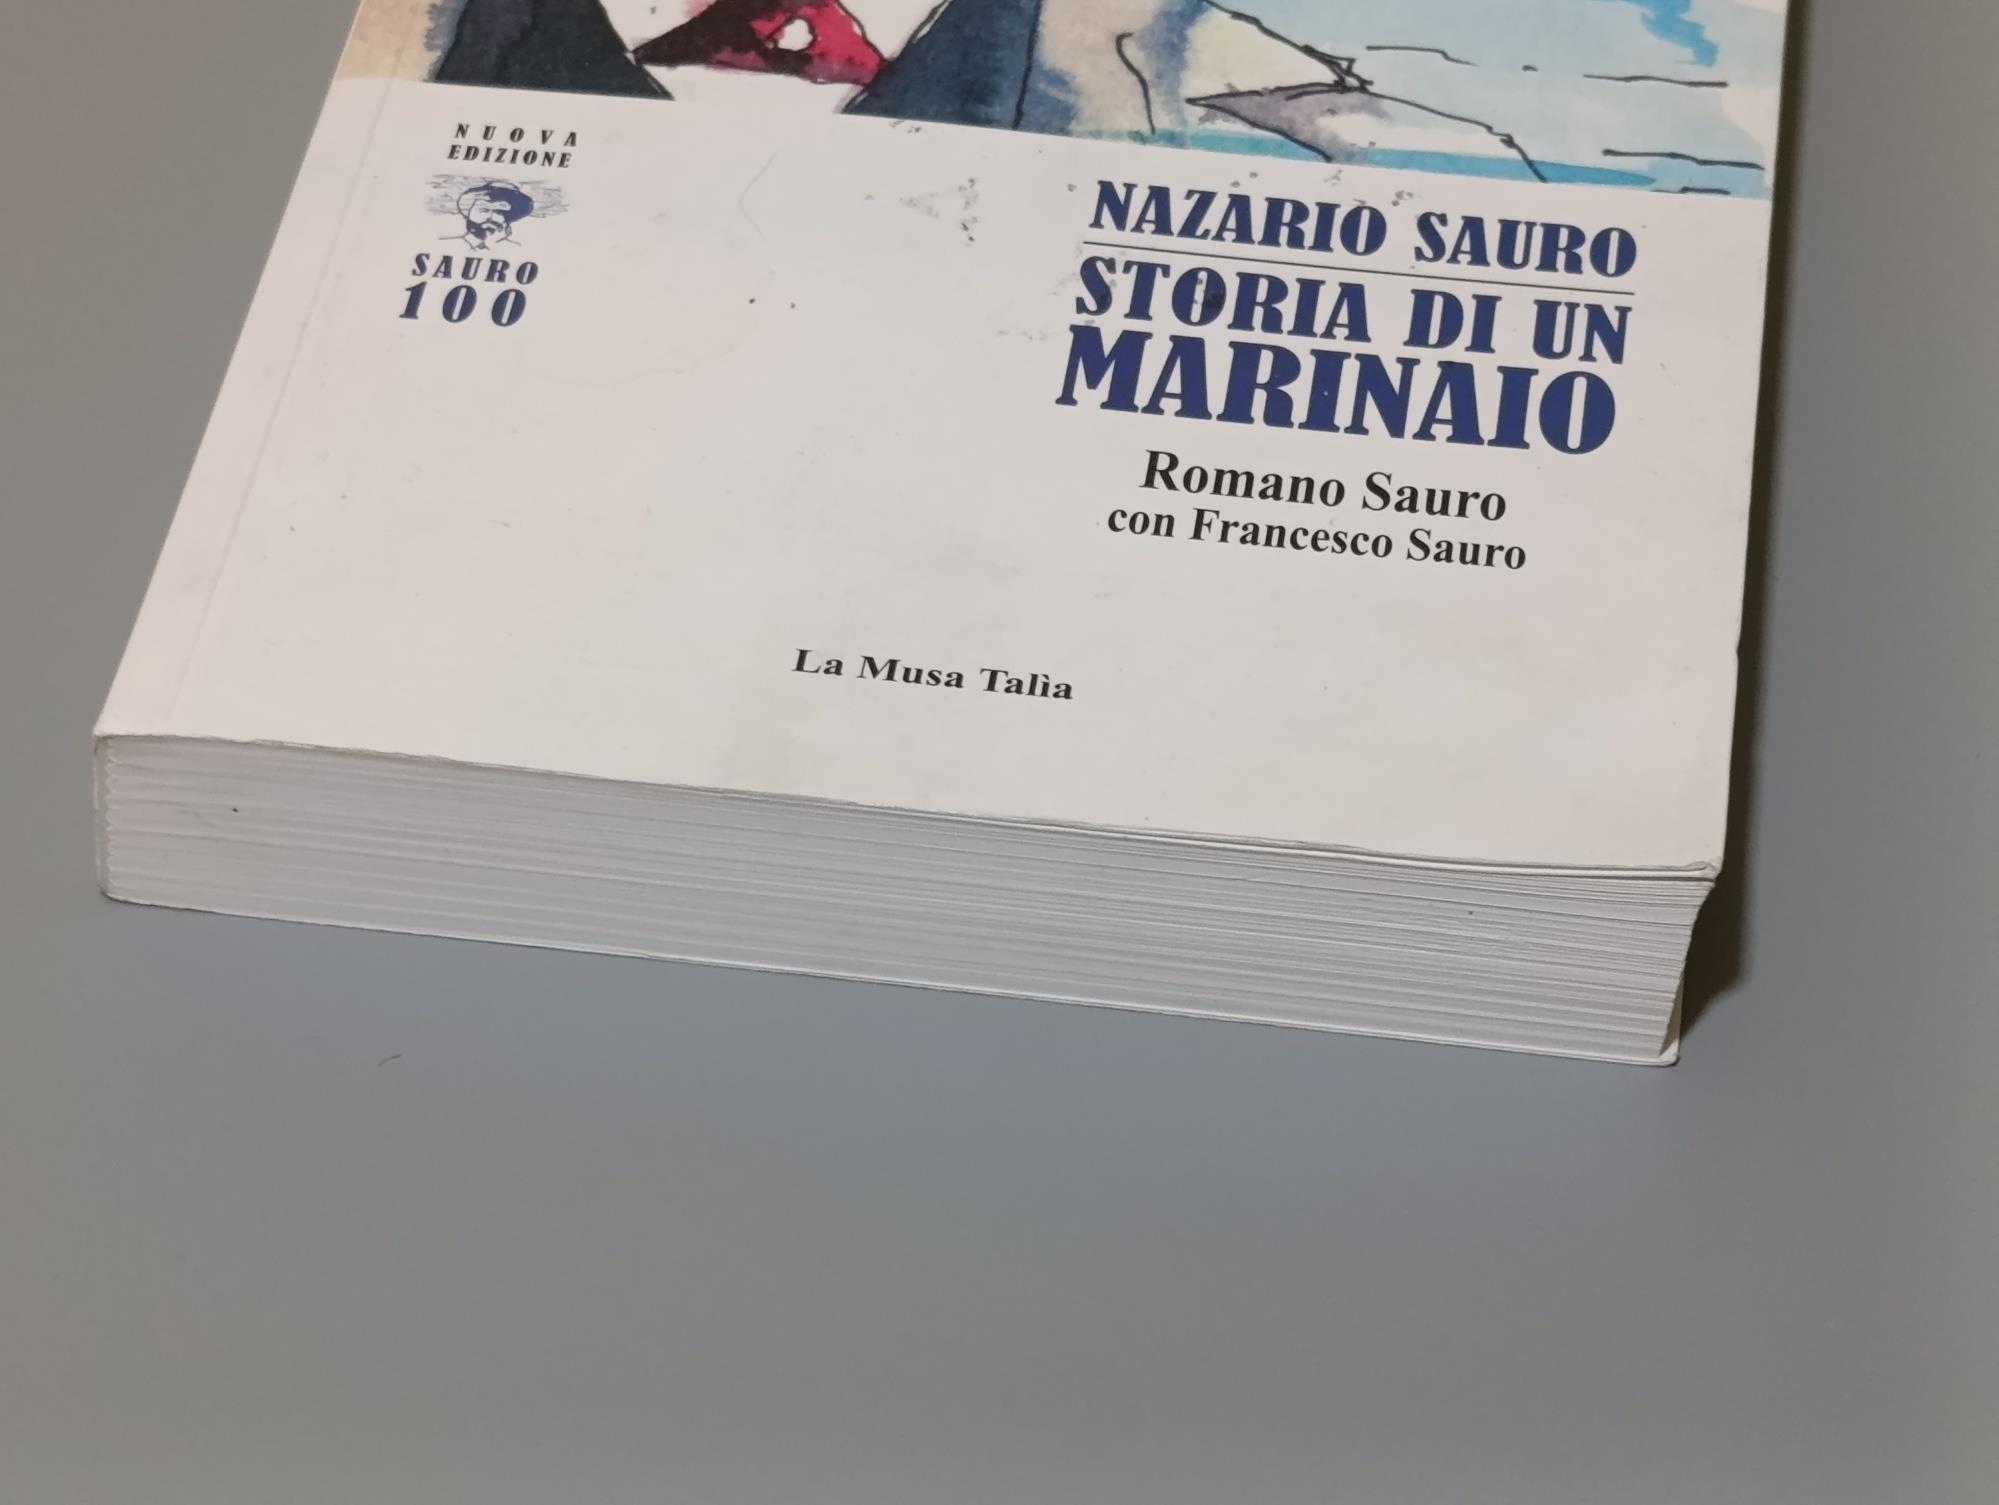 NUOVA
EDIZIONE
SAURO
100
NAZARIO SAURO
STORIA DI UN
MARINAIO
Romano Sauro
con Francesco Sauro
La Musa Talìa